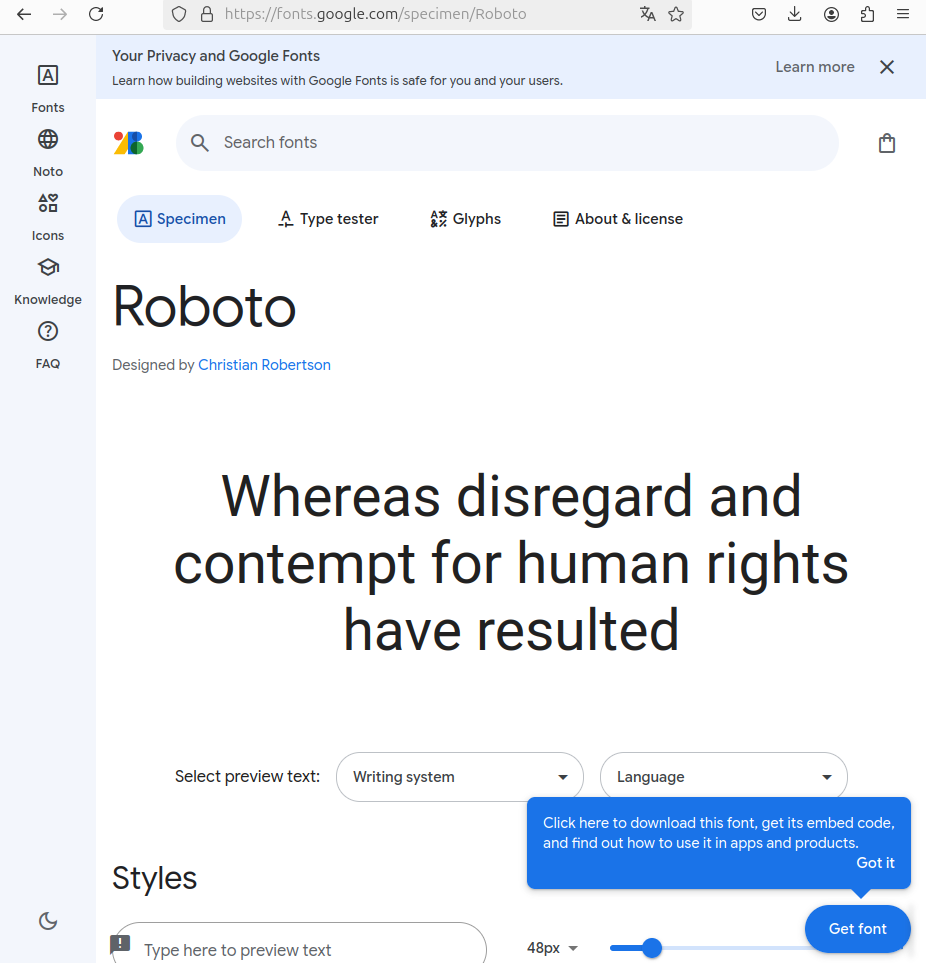 https://fonts.google.com/specimen/Roboto
Your Privacy and Google Fonts
Learn how building websites with Google Fonts is safe for you and your users.
Learn more
Fonts
Noto
Icons
Knowledge
FAQ
Search fonts
Specimen
Type tester
Glyphs
About & license
Roboto
Designed by Christian Robertson
Whereas disregard and
contempt for human rights
have resulted
Select preview text:
Writing system
Language
Click here to download this font, get its embed code,
and find out how to use it in apps and products.
Got it
Styles
Type here to preview text
48px
Get font